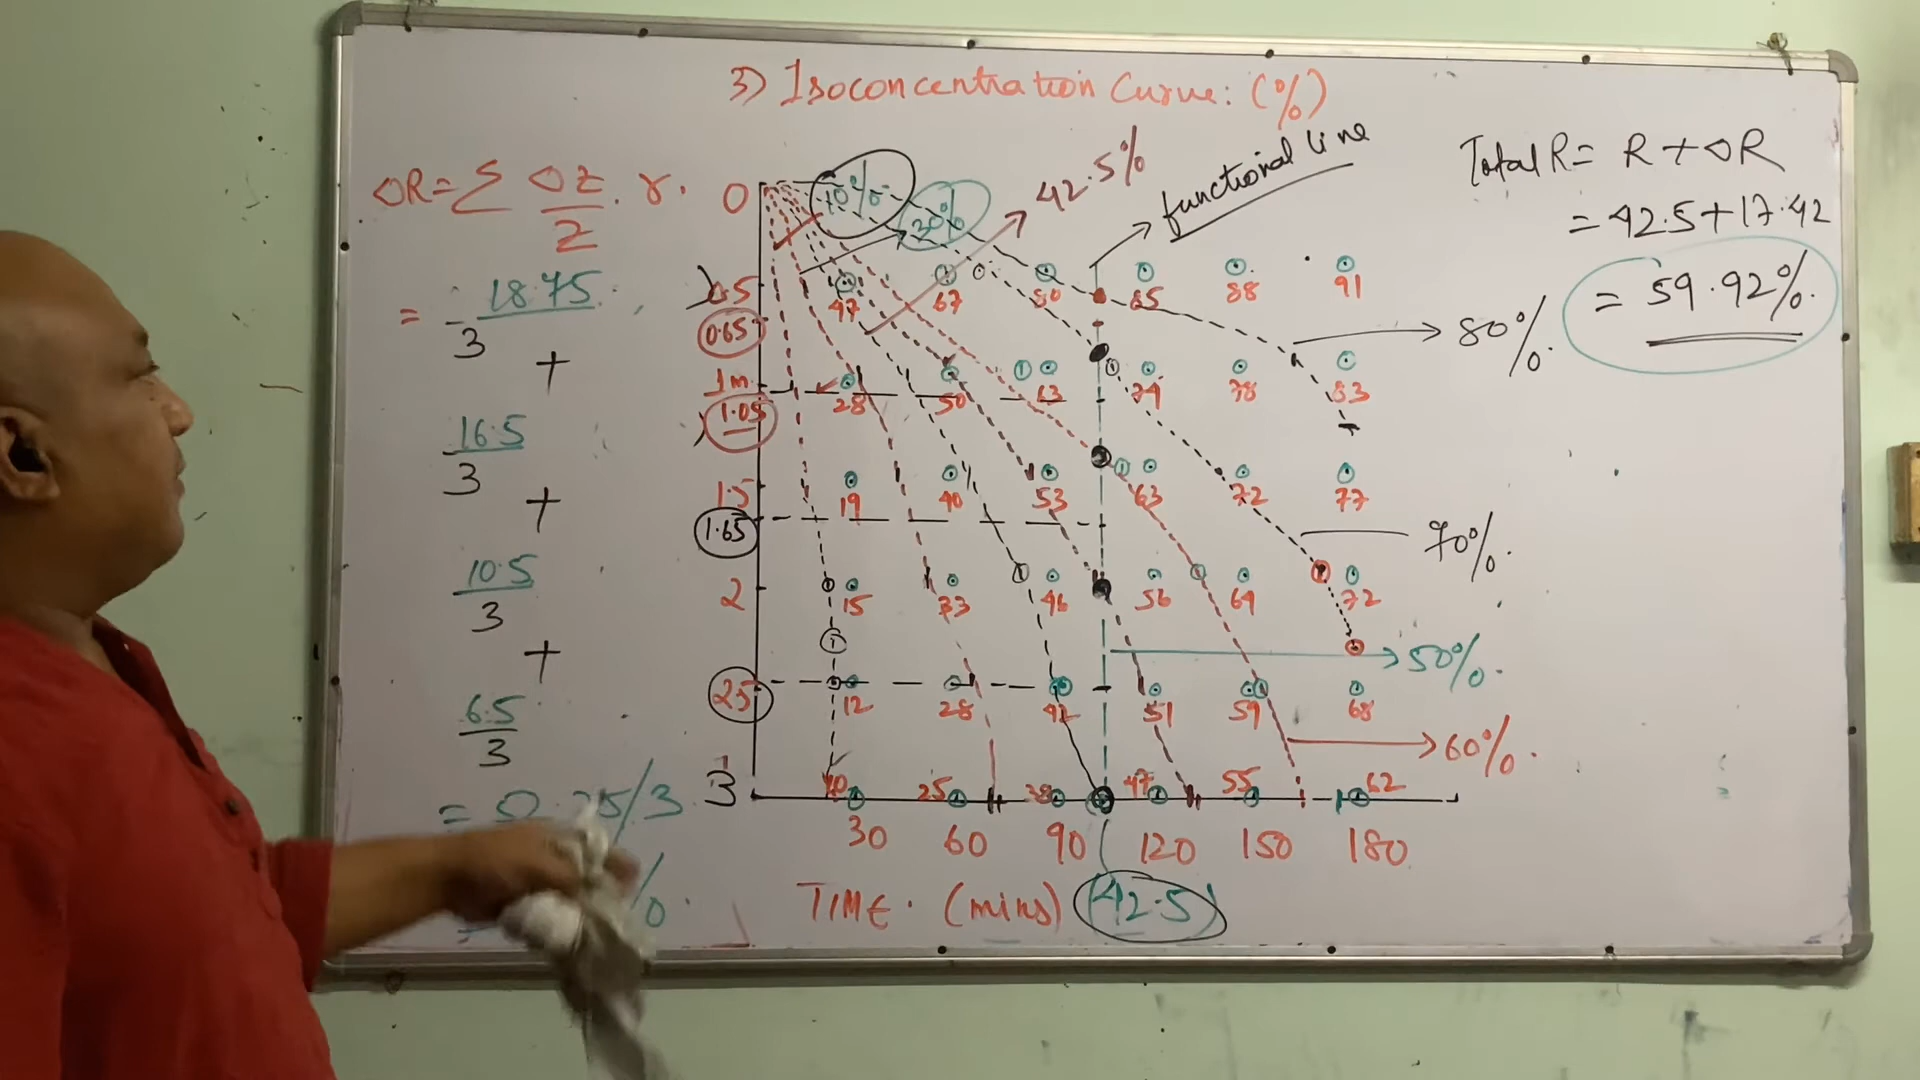 3) Isoconcentration Curve: (%)
ΔR = Σ ΔZ/Z . r.
= 18.75/3
+
16.5/3
+
10.5/3
+
6.5/3
/3
%.
Total R = R + ΔR
= 42.5 + 17.42
= 59.92%.
functional line
42.5%
10%
30%
80%.
70%.
50%.
60%.
0
0.5 47 67 80 85 88 91
0.65
1m 28 50 63 74 78 83
1.05
1.5 19 40 53 63 72 77
1.65
2 15 33 46 56 64 72
2.5 12 28 42 51 59 68
3 10 25 38 47 55 62
30 60 90 120 150 180
TIME. (mins) (42.5)